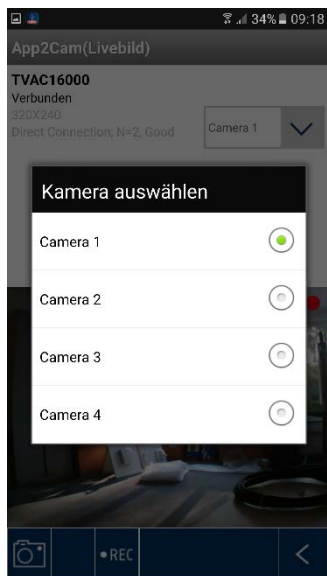 34% 09:18
App2Cam(Livebild)
TVAC16000
Verbunden
320X240
Direct Connection, N=2, Good
Camera 1
Kamera auswählen
Camera 1
Camera 2
Camera 3
Camera 4
REC